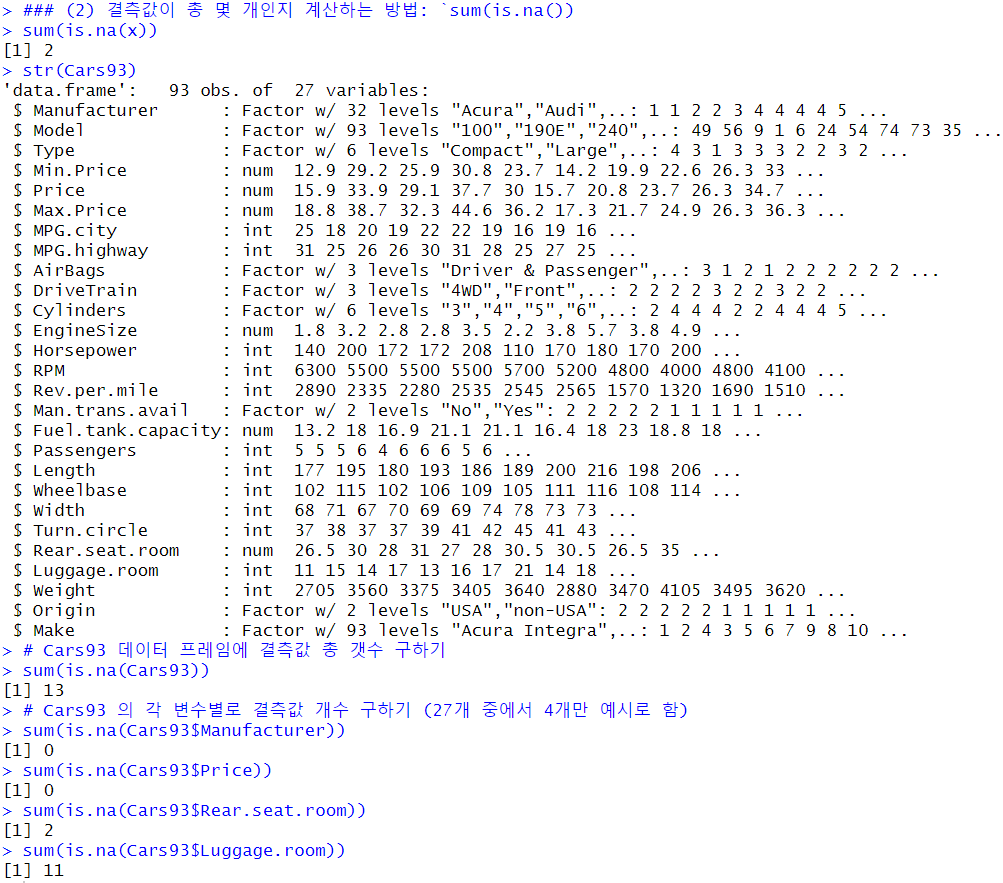 > ### (2) 결측값이 총 몇 개인지 계산하는 방법: `sum(is.na())
> sum(is.na(x))
[1] 2
> str(Cars93)
'data.frame':   93 obs. of  27 variables:
 $ Manufacturer      : Factor w/ 32 levels "Acura","Audi",..: 1 1 2 2 3 4 4 4 4 5 ...
 $ Model             : Factor w/ 93 levels "100","190E","240",..: 49 56 9 1 6 24 54 74 73 35 ...
 $ Type              : Factor w/ 6 levels "Compact","Large",..: 4 3 1 3 3 3 2 2 3 2 ...
 $ Min.Price         : num  12.9 29.2 25.9 30.8 23.7 14.2 19.9 22.6 26.3 33 ...
 $ Price             : num  15.9 33.9 29.1 37.7 30 15.7 20.8 23.7 26.3 34.7 ...
 $ Max.Price         : num  18.8 38.7 32.3 44.6 36.2 17.3 21.7 24.9 26.3 36.3 ...
 $ MPG.city          : int  25 18 20 19 22 22 19 16 19 16 ...
 $ MPG.highway       : int  31 25 26 26 30 31 28 25 27 25 ...
 $ AirBags           : Factor w/ 3 levels "Driver & Passenger",..: 3 1 2 1 2 2 2 2 2 2 ...
 $ DriveTrain        : Factor w/ 3 levels "4WD","Front",..: 2 2 2 2 3 2 2 3 2 2 ...
 $ Cylinders         : Factor w/ 6 levels "3","4","5","6",..: 2 4 4 4 2 2 4 4 4 5 ...
 $ EngineSize        : num  1.8 3.2 2.8 2.8 3.5 2.2 3.8 5.7 3.8 4.9 ...
 $ Horsepower        : int  140 200 172 172 208 110 170 180 170 200 ...
 $ RPM               : int  6300 5500 5500 5500 5700 5200 4800 4000 4800 4100 ...
 $ Rev.per.mile      : int  2890 2335 2280 2535 2545 2565 1570 1320 1690 1510 ...
 $ Man.trans.avail   : Factor w/ 2 levels "No","Yes": 2 2 2 2 2 1 1 1 1 1 ...
 $ Fuel.tank.capacity: num  13.2 18 16.9 21.1 21.1 16.4 18 23 18.8 18 ...
 $ Passengers        : int  5 5 5 6 4 6 6 6 5 6 ...
 $ Length            : int  177 195 180 193 186 189 200 216 198 206 ...
 $ Wheelbase         : int  102 115 102 106 109 105 111 116 108 114 ...
 $ Width             : int  68 71 67 70 69 69 74 78 73 73 ...
 $ Turn.circle       : int  37 38 37 37 39 41 42 45 41 43 ...
 $ Rear.seat.room    : num  26.5 30 28 31 27 28 30.5 30.5 26.5 35 ...
 $ Luggage.room      : int  11 15 14 17 13 16 17 21 14 18 ...
 $ Weight            : int  2705 3560 3375 3405 3640 2880 3470 4105 3495 3620 ...
 $ Origin            : Factor w/ 2 levels "USA","non-USA": 2 2 2 2 2 1 1 1 1 1 ...
 $ Make              : Factor w/ 93 levels "Acura Integra",..: 1 2 4 3 5 6 7 9 8 10 ...
> # Cars93 데이터 프레임에 결측값 총 갯수 구하기
> sum(is.na(Cars93))
[1] 13
> # Cars93 의 각 변수별로 결측값 개수 구하기 (27개 중에서 4개만 예시로 함)
> sum(is.na(Cars93$Manufacturer))
[1] 0
> sum(is.na(Cars93$Price))
[1] 0
> sum(is.na(Cars93$Rear.seat.room))
[1] 2
> sum(is.na(Cars93$Luggage.room))
[1] 11